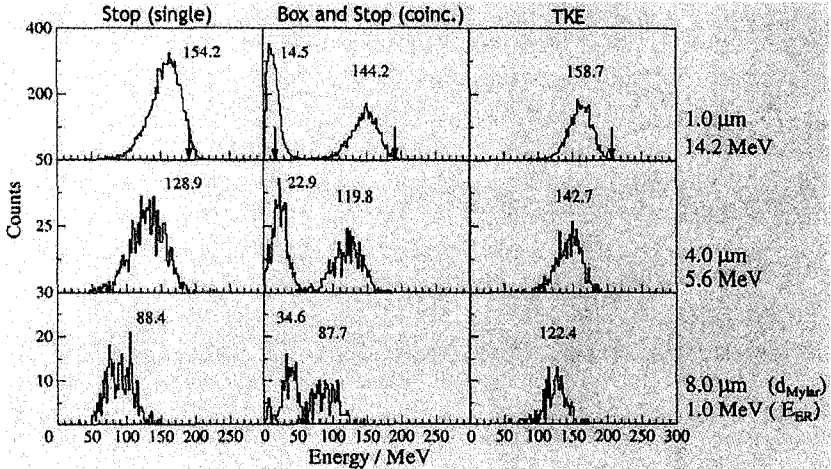 Stop (single) Box and Stop (coinc.) TKE
400
154.2 14.5 144.2 158.7
200
1.0 μm
14.2 MeV
50
128.9 22.9 119.8 142.7
Counts
25
4.0 μm
5.6 MeV
30
88.4 34.6 87.7 122.4
20
10
8.0 μm (d_Mylar)
1.0 MeV (E_ER)
0
50 100 150 200 250 0 50 100 150 200 250 0 50 100 150 200 250 300
Energy / MeV